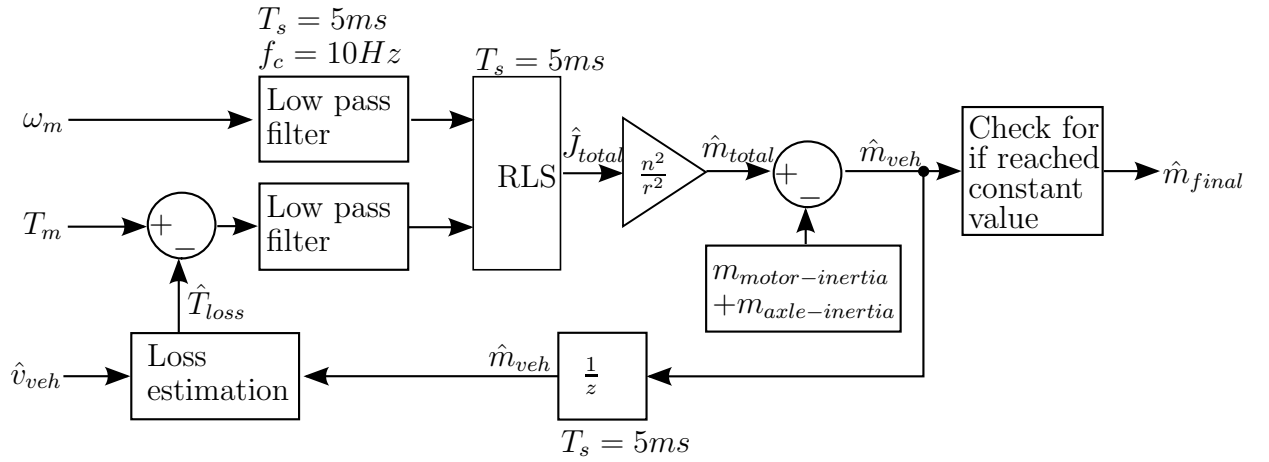 T_s = 5ms
f_c = 10Hz
T_s = 5ms
ω_m
Low pass
filter
RLS
Ĵ_total
n²/r²
m̂_total
+
−
m̂_veh
Check for
if reached
constant
value
m̂_final
T_m
+
−
Low pass
filter
m_motor−inertia
+m_axle−inertia
T̂_loss
v̂_veh
Loss
estimation
m̂_veh
1/z
T_s = 5ms